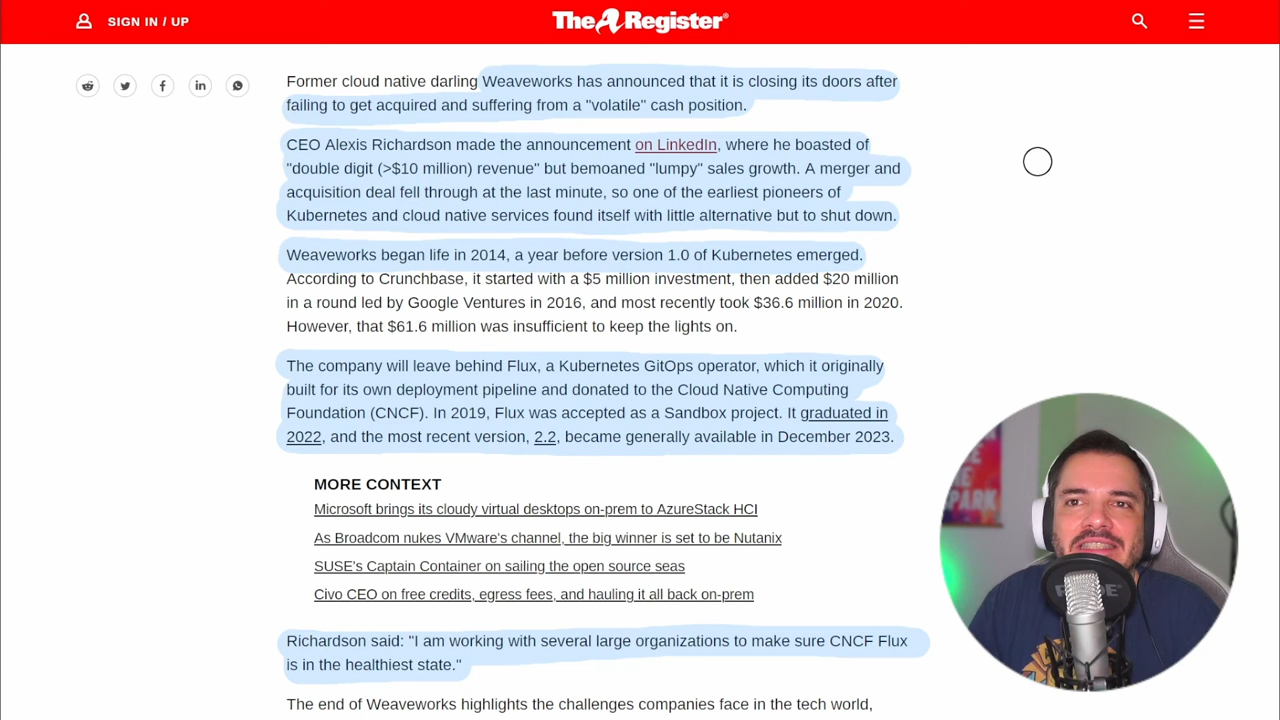 SIGN IN / UP
The Register®
Former cloud native darling Weaveworks has announced that it is closing its doors after
failing to get acquired and suffering from a "volatile" cash position.
CEO Alexis Richardson made the announcement on LinkedIn, where he boasted of
"double digit (>$10 million) revenue" but bemoaned "lumpy" sales growth. A merger and
acquisition deal fell through at the last minute, so one of the earliest pioneers of
Kubernetes and cloud native services found itself with little alternative but to shut down.
Weaveworks began life in 2014, a year before version 1.0 of Kubernetes emerged.
According to Crunchbase, it started with a $5 million investment, then added $20 million
in a round led by Google Ventures in 2016, and most recently took $36.6 million in 2020.
However, that $61.6 million was insufficient to keep the lights on.
The company will leave behind Flux, a Kubernetes GitOps operator, which it originally
built for its own deployment pipeline and donated to the Cloud Native Computing
Foundation (CNCF). In 2019, Flux was accepted as a Sandbox project. It graduated in
2022, and the most recent version, 2.2, became generally available in December 2023.
MORE CONTEXT
Microsoft brings its cloudy virtual desktops on-prem to AzureStack HCI
As Broadcom nukes VMware's channel, the big winner is set to be Nutanix
SUSE's Captain Container on sailing the open source seas
Civo CEO on free credits, egress fees, and hauling it all back on-prem
Richardson said: "I am working with several large organizations to make sure CNCF Flux
is in the healthiest state."
The end of Weaveworks highlights the challenges companies face in the tech world,